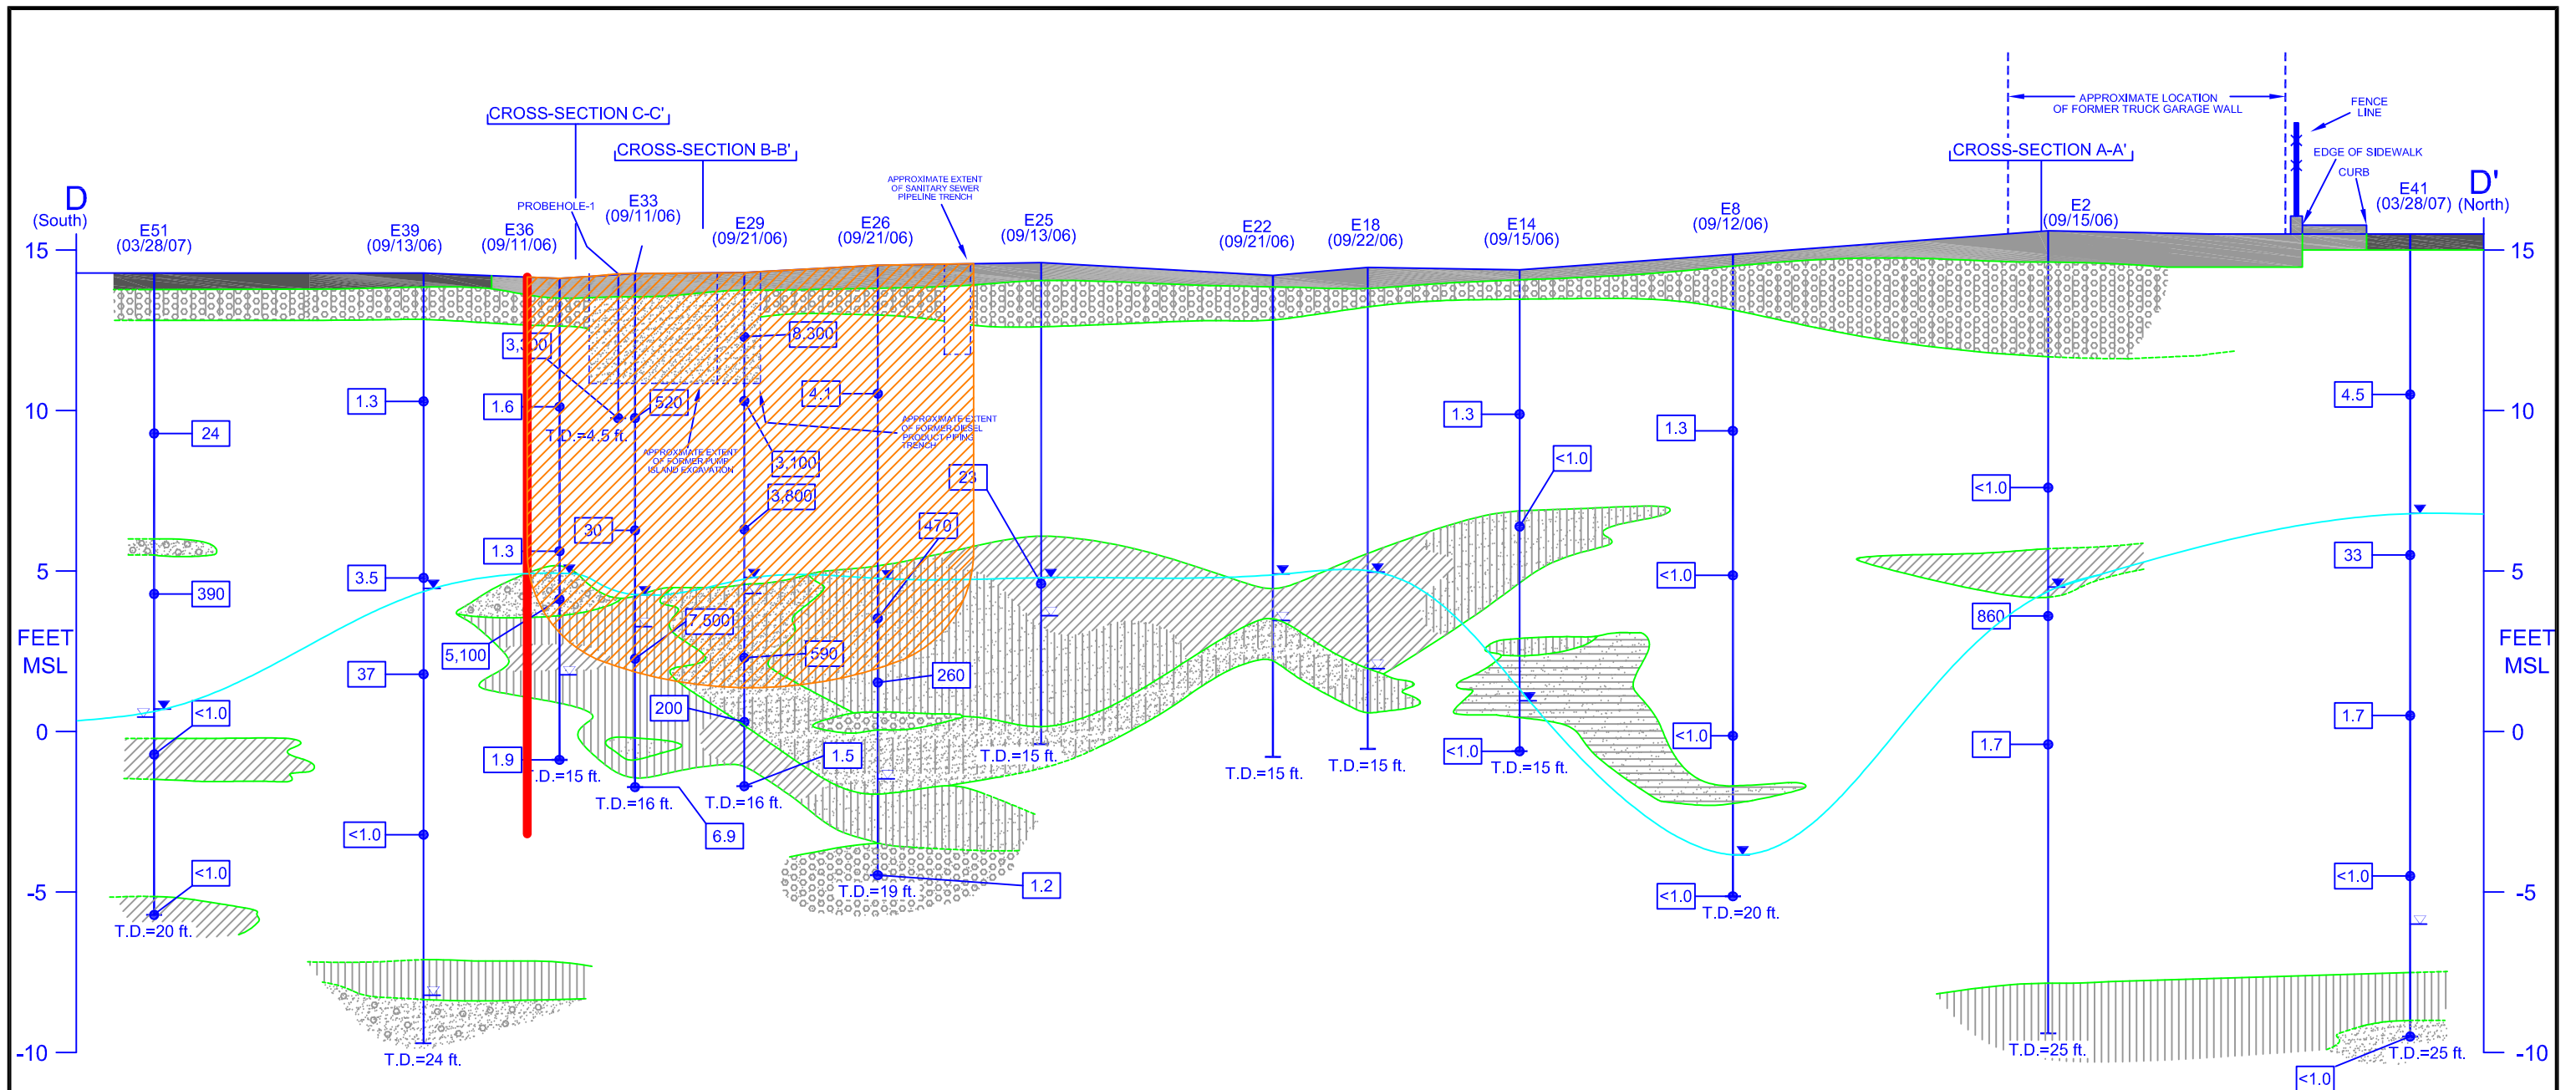 CROSS-SECTION C-C'
CROSS-SECTION B-B'
CROSS-SECTION A-A'
APPROXIMATE LOCATION
OF FORMER TRUCK GARAGE WALL
FENCE
LINE
EDGE OF SIDEWALK
CURB
D
(South)
D'
(North)
E51
(03/28/07)
E39
(09/13/06)
E36
(09/11/06)
PROBEHOLE-1
E33
(09/11/06)
E29
(09/21/06)
E26
(09/21/06)
APPROXIMATE EXTENT
OF SANITARY SEWER
PIPELINE TRENCH
E25
(09/13/06)
E22
(09/21/06)
E18
(09/22/06)
E14
(09/15/06)
E8
(09/12/06)
E2
(09/15/06)
E41
(03/28/07)
15
10
5
FEET
MSL
0
-5
-10
24
390
<1.0
<1.0
T.D.=20 ft.
1.3
3.5
37
<1.0
T.D.=24 ft.
3,300
T.D.=4.5 ft.
1.6
1.3
5,100
1.9
T.D.=15 ft.
520
30
7,500
6.9
T.D.=16 ft.
APPROXIMATE EXTENT
OF FORMER PUMP
ISLAND EXCAVATION
8,300
3,100
3,800
590
200
1.5
T.D.=16 ft.
APPROXIMATE EXTENT
OF FORMER DIESEL
PRODUCT PIPING
TRENCH
4.1
470
260
1.2
T.D.=19 ft.
23
T.D.=15 ft.
T.D.=15 ft.
T.D.=15 ft.
1.3
<1.0
<1.0
T.D.=15 ft.
1.3
<1.0
<1.0
<1.0
T.D.=20 ft.
<1.0
860
1.7
T.D.=25 ft.
4.5
33
1.7
<1.0
<1.0
T.D.=25 ft.
15
10
5
FEET
MSL
0
-5
-10